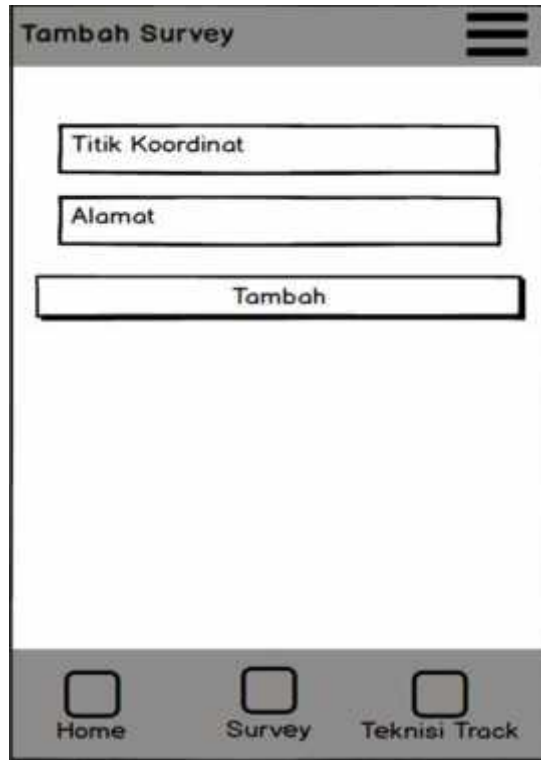 Tambah Survey
Titik Koordinat
Alamat
Tambah
Home Survey Teknisi Track